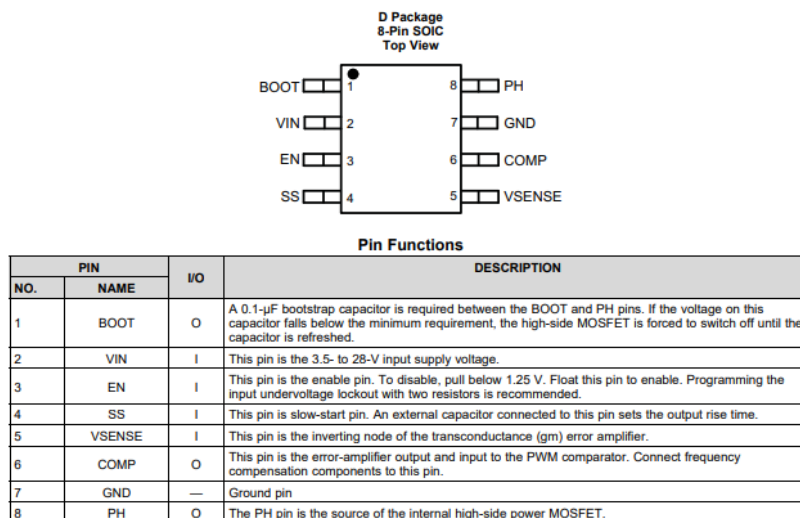 D Package
8-Pin SOIC
Top View
BOOT 1 8 PH
VIN 2 7 GND
EN 3 6 COMP
SS 4 5 VSENSE
Pin Functions
PIN I/O DESCRIPTION
NO. NAME
1 BOOT O A 0.1-μF bootstrap capacitor is required between the BOOT and PH pins. If the voltage on this
capacitor falls below the minimum requirement, the high-side MOSFET is forced to switch off until the
capacitor is refreshed.
2 VIN I This pin is the 3.5- to 28-V input supply voltage.
3 EN I This pin is the enable pin. To disable, pull below 1.25 V. Float this pin to enable. Programming the
input undervoltage lockout with two resistors is recommended.
4 SS I This pin is slow-start pin. An external capacitor connected to this pin sets the output rise time.
5 VSENSE I This pin is the inverting node of the transconductance (gm) error amplifier.
6 COMP O This pin is the error-amplifier output and input to the PWM comparator. Connect frequency
compensation components to this pin.
7 GND — Ground pin
8 PH O The PH pin is the source of the internal high-side power MOSFET.